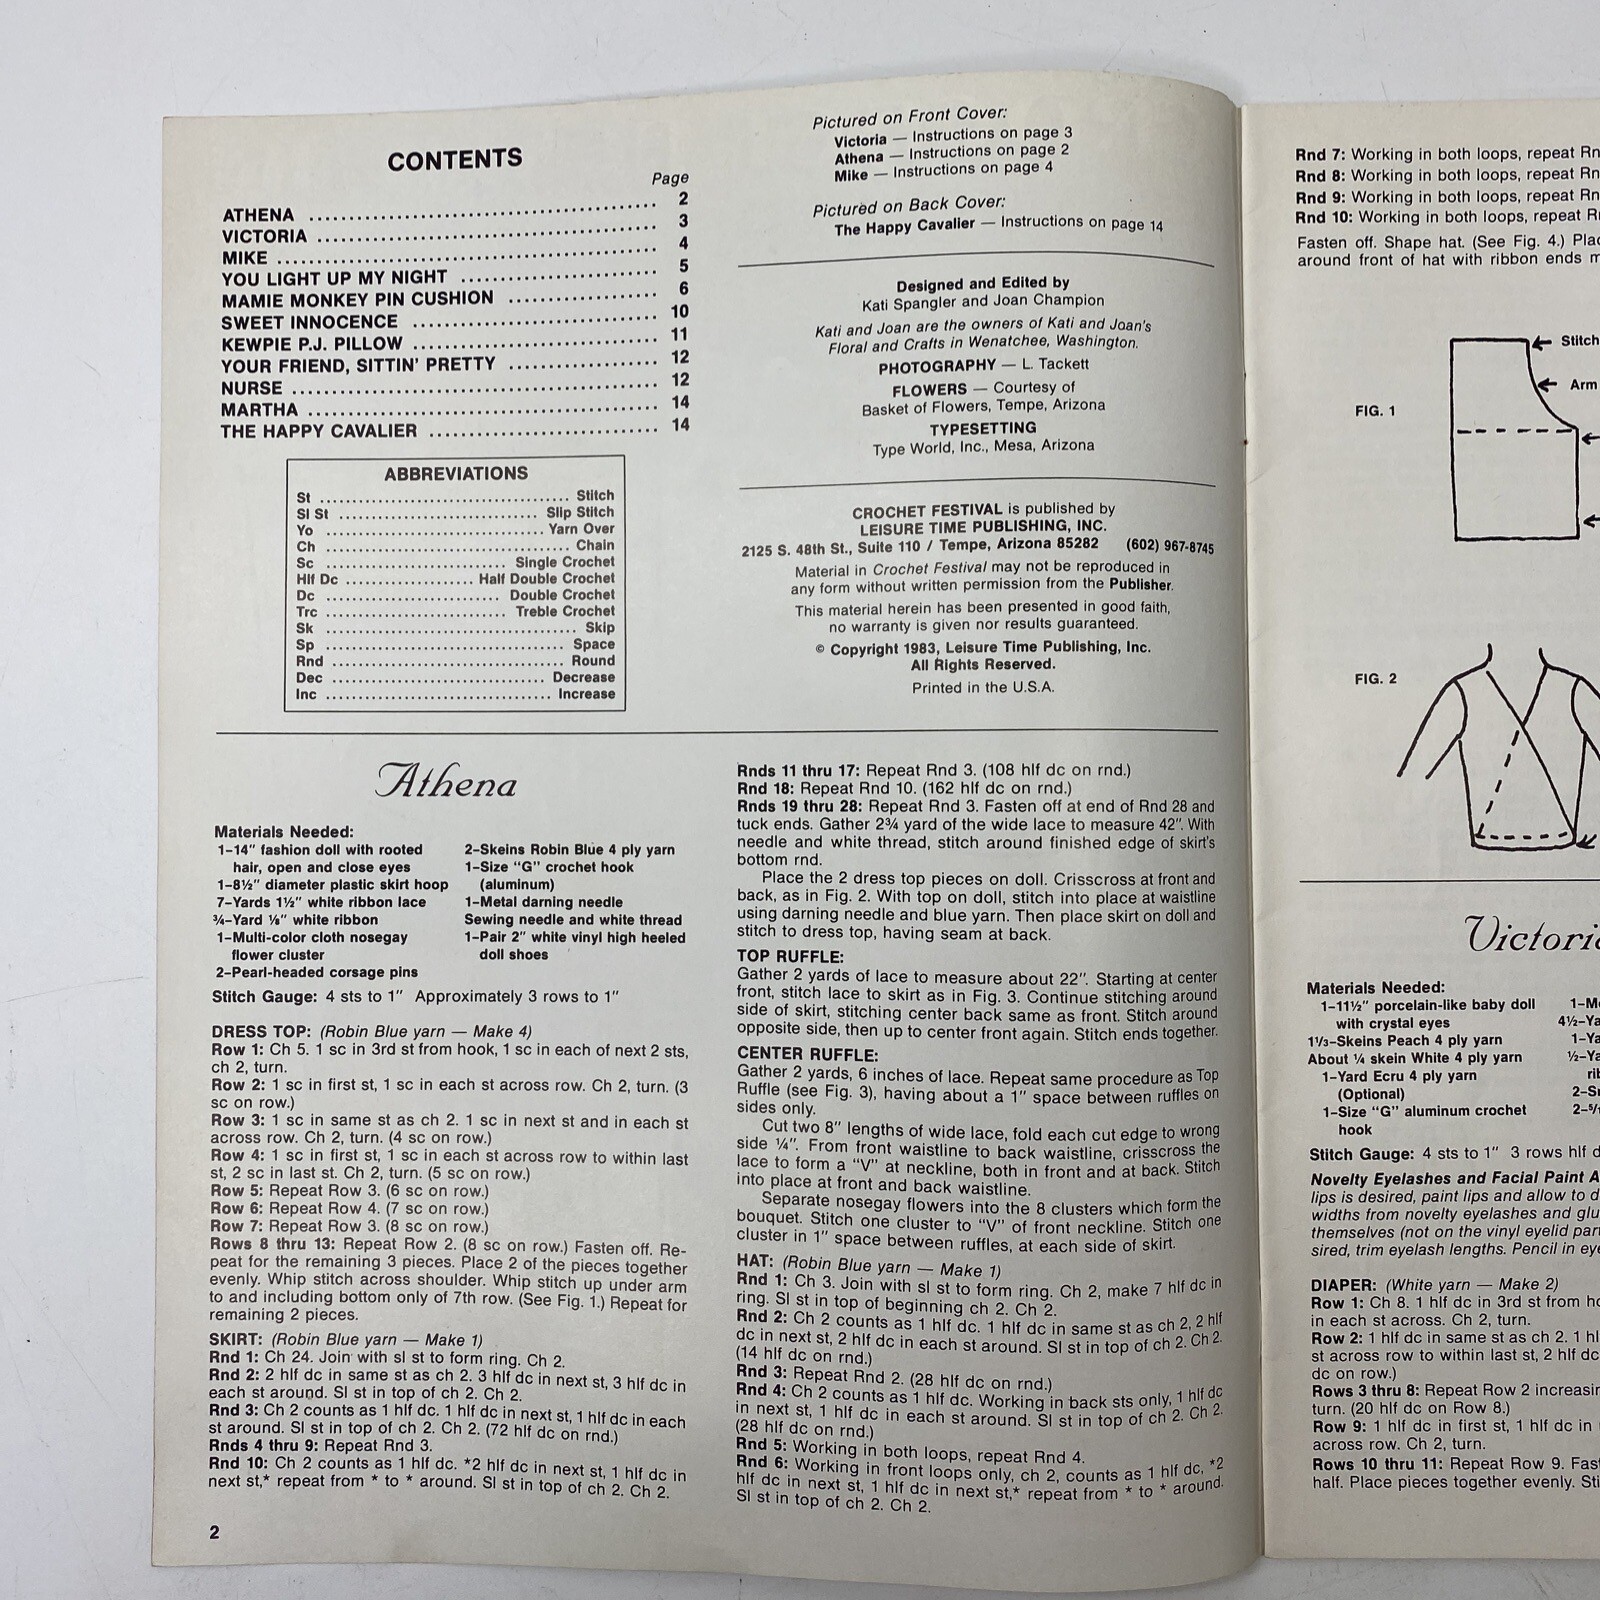 CONTENTS
Page
ATHENA ........ 2
VICTORIA ........ 3
MIKE ........ 4
YOU LIGHT UP MY NIGHT ........ 5
MAMIE MONKEY PIN CUSHION ........ 6
SWEET INNOCENCE ........ 10
KEWPIE P.J. PILLOW ........ 11
YOUR FRIEND, SITTIN' PRETTY ........ 12
NURSE ........ 12
MARTHA ........ 14
THE HAPPY CAVALIER ........ 14
ABBREVIATIONS
St ........ Stitch
Sl St ........ Slip Stitch
Yo ........ Yarn Over
Ch ........ Chain
Sc ........ Single Crochet
Hlf Dc ........ Half Double Crochet
Dc ........ Double Crochet
Trc ........ Treble Crochet
Sk ........ Skip
Sp ........ Space
Rnd ........ Round
Dec ........ Decrease
Inc ........ Increase
Pictured on Front Cover:
Victoria — Instructions on page 3
Athena — Instructions on page 2
Mike — Instructions on page 4
Pictured on Back Cover:
The Happy Cavalier — Instructions on page 14
Designed and Edited by
Kati Spangler and Joan Champion
Kati and Joan are the owners of Kati and Joan's
Floral and Crafts in Wenatchee, Washington.
PHOTOGRAPHY — L. Tackett
FLOWERS — Courtesy of
Basket of Flowers, Tempe, Arizona
TYPESETTING
Type World, Inc., Mesa, Arizona
CROCHET FESTIVAL is published by
LEISURE TIME PUBLISHING, INC.
2125 S. 48th St., Suite 110 / Tempe, Arizona 85282 (602) 967-8745
Material in Crochet Festival may not be reproduced in
any form without written permission from the Publisher.
This material herein has been presented in good faith,
no warranty is given nor results guaranteed.
© Copyright 1983, Leisure Time Publishing, Inc.
All Rights Reserved.
Printed in the U.S.A.
Athena
Materials Needed:
1–14" fashion doll with rooted
hair, open and close eyes
1–8½" diameter plastic skirt hoop
7–Yards 1½" white ribbon lace
¾–Yard ⅛" white ribbon
1–Multi-color cloth nosegay
flower cluster
2–Pearl-headed corsage pins
2–Skeins Robin Blue 4 ply yarn
1–Size "G" crochet hook
(aluminum)
1–Metal darning needle
Sewing needle and white thread
1–Pair 2" white vinyl high heeled
doll shoes
Stitch Gauge: 4 sts to 1" Approximately 3 rows to 1"
DRESS TOP: (Robin Blue yarn — Make 4)
Row 1: Ch 5. 1 sc in 3rd st from hook, 1 sc in each of next 2 sts,
ch 2, turn.
Row 2: 1 sc in first st, 1 sc in each st across row. Ch 2, turn. (3
sc on row.)
Row 3: 1 sc in same st as ch 2. 1 sc in next st and in each st
across row. Ch 2, turn. (4 sc on row.)
Row 4: 1 sc in first st, 1 sc in each st across row to within last
st, 2 sc in last st. Ch 2, turn. (5 sc on row.)
Row 5: Repeat Row 3. (6 sc on row.)
Row 6: Repeat Row 4. (7 sc on row.)
Row 7: Repeat Row 3. (8 sc on row.)
Rows 8 thru 13: Repeat Row 2. (8 sc on row.) Fasten off. Re-
peat for the remaining 3 pieces. Place 2 of the pieces together
evenly. Whip stitch across shoulder. Whip stitch up under arm
to and including bottom only of 7th row. (See Fig. 1.) Repeat for
remaining 2 pieces.
SKIRT: (Robin Blue yarn — Make 1)
Rnd 1: Ch 24. Join with sl st to form ring. Ch 2.
Rnd 2: 2 hlf dc in same st as ch 2. 3 hlf dc in next st, 3 hlf dc in
each st around. Sl st in top of ch 2. Ch 2.
Rnd 3: Ch 2 counts as 1 hlf dc. 1 hlf dc in next st, 1 hlf dc in each
st around. Sl st in top of ch 2. Ch 2. (72 hlf dc on rnd.)
Rnds 4 thru 9: Repeat Rnd 3.
Rnd 10: Ch 2 counts as 1 hlf dc. *2 hlf dc in next st, 1 hlf dc in
next st,* repeat from * to * around. Sl st in top of ch 2. Ch 2.
2
Rnds 11 thru 17: Repeat Rnd 3. (108 hlf dc on rnd.)
Rnd 18: Repeat Rnd 10. (162 hlf dc on rnd.)
Rnds 19 thru 28: Repeat Rnd 3. Fasten off at end of Rnd 28 and
tuck ends. Gather 2¾ yard of the wide lace to measure 42". With
needle and white thread, stitch around finished edge of skirt's
bottom rnd.
Place the 2 dress top pieces on doll. Crisscross at front and
back, as in Fig. 2. With top on doll, stitch into place at waistline
using darning needle and blue yarn. Then place skirt on doll and
stitch to dress top, having seam at back.
TOP RUFFLE:
Gather 2 yards of lace to measure about 22". Starting at center
front, stitch lace to skirt as in Fig. 3. Continue stitching around
side of skirt, stitching center back same as front. Stitch around
opposite side, then up to center front again. Stitch ends together.
CENTER RUFFLE:
Gather 2 yards, 6 inches of lace. Repeat same procedure as Top
Ruffle (see Fig. 3), having about a 1" space between ruffles on
sides only.
Cut two 8" lengths of wide lace, fold each cut edge to wrong
side ¼". From front waistline to back waistline, crisscross the
lace to form a "V" at neckline, both in front and at back. Stitch
into place at front and back waistline.
Separate nosegay flowers into the 8 clusters which form the
bouquet. Stitch one cluster to "V" of front neckline. Stitch one
cluster in 1" space between ruffles, at each side of skirt.
HAT: (Robin Blue yarn — Make 1)
Rnd 1: Ch 3. Join with sl st to form ring. Ch 2, make 7 hlf dc in
ring. Sl st in top of beginning ch 2. Ch 2.
Rnd 2: Ch 2 counts as 1 hlf dc. 1 hlf dc in same st as ch 2, 2 hlf
dc in next st, 2 hlf dc in each st around. Sl st in top of ch 2. Ch 2.
(14 hlf dc on rnd.)
Rnd 3: Repeat Rnd 2. (28 hlf dc on rnd.)
Rnd 4: Ch 2 counts as 1 hlf dc. Working in back sts only, 1 hlf dc
in next st, 1 hlf dc in each st around. Sl st in top of ch 2. Ch 2.
(28 hlf dc on rnd.)
Rnd 5: Working in both loops, repeat Rnd 4.
Rnd 6: Working in front loops only, ch 2, counts as 1 hlf dc, *2
hlf dc in next st, 1 hlf dc in next st,* repeat from * to * around.
Sl st in top of ch 2. Ch 2.
Rnd 7: Working in both loops, repeat Rn
Rnd 8: Working in both loops, repeat Rn
Rnd 9: Working in both loops, repeat Rn
Rnd 10: Working in both loops, repeat R
Fasten off. Shape hat. (See Fig. 4.) Pla
around front of hat with ribbon ends m
Stitch
Arm
FIG. 1
FIG. 2
Victori
Materials Needed:
1–11½" porcelain-like baby doll
with crystal eyes
1⅓–Skeins Peach 4 ply yarn
About ¼ skein White 4 ply yarn
1–Yard Ecru 4 ply yarn
(Optional)
1–Size "G" aluminum crochet
hook
1–M
4½–Ya
1–Ya
½–Ya
ri
2–S
Stitch Gauge: 4 sts to 1" 3 rows hlf d
Novelty Eyelashes and Facial Paint A
lips is desired, paint lips and allow to d
widths from novelty eyelashes and glu
themselves (not on the vinyl eyelid par
sired, trim eyelash lengths. Pencil in ey
DIAPER: (White yarn — Make 2)
Row 1: Ch 8. 1 hlf dc in 3rd st from ho
in each st across. Ch 2, turn.
Row 2: 1 hlf dc in same st as ch 2. 1 hl
st across row to within last st, 2 hlf dc
dc on row.)
Rows 3 thru 8: Repeat Row 2 increasi
turn. (20 hlf dc on Row 8.)
Row 9: 1 hlf dc in first st, 1 hlf dc in
across row. Ch 2, turn.
Rows 10 thru 11: Repeat Row 9. Fas
half. Place pieces together evenly. Sti